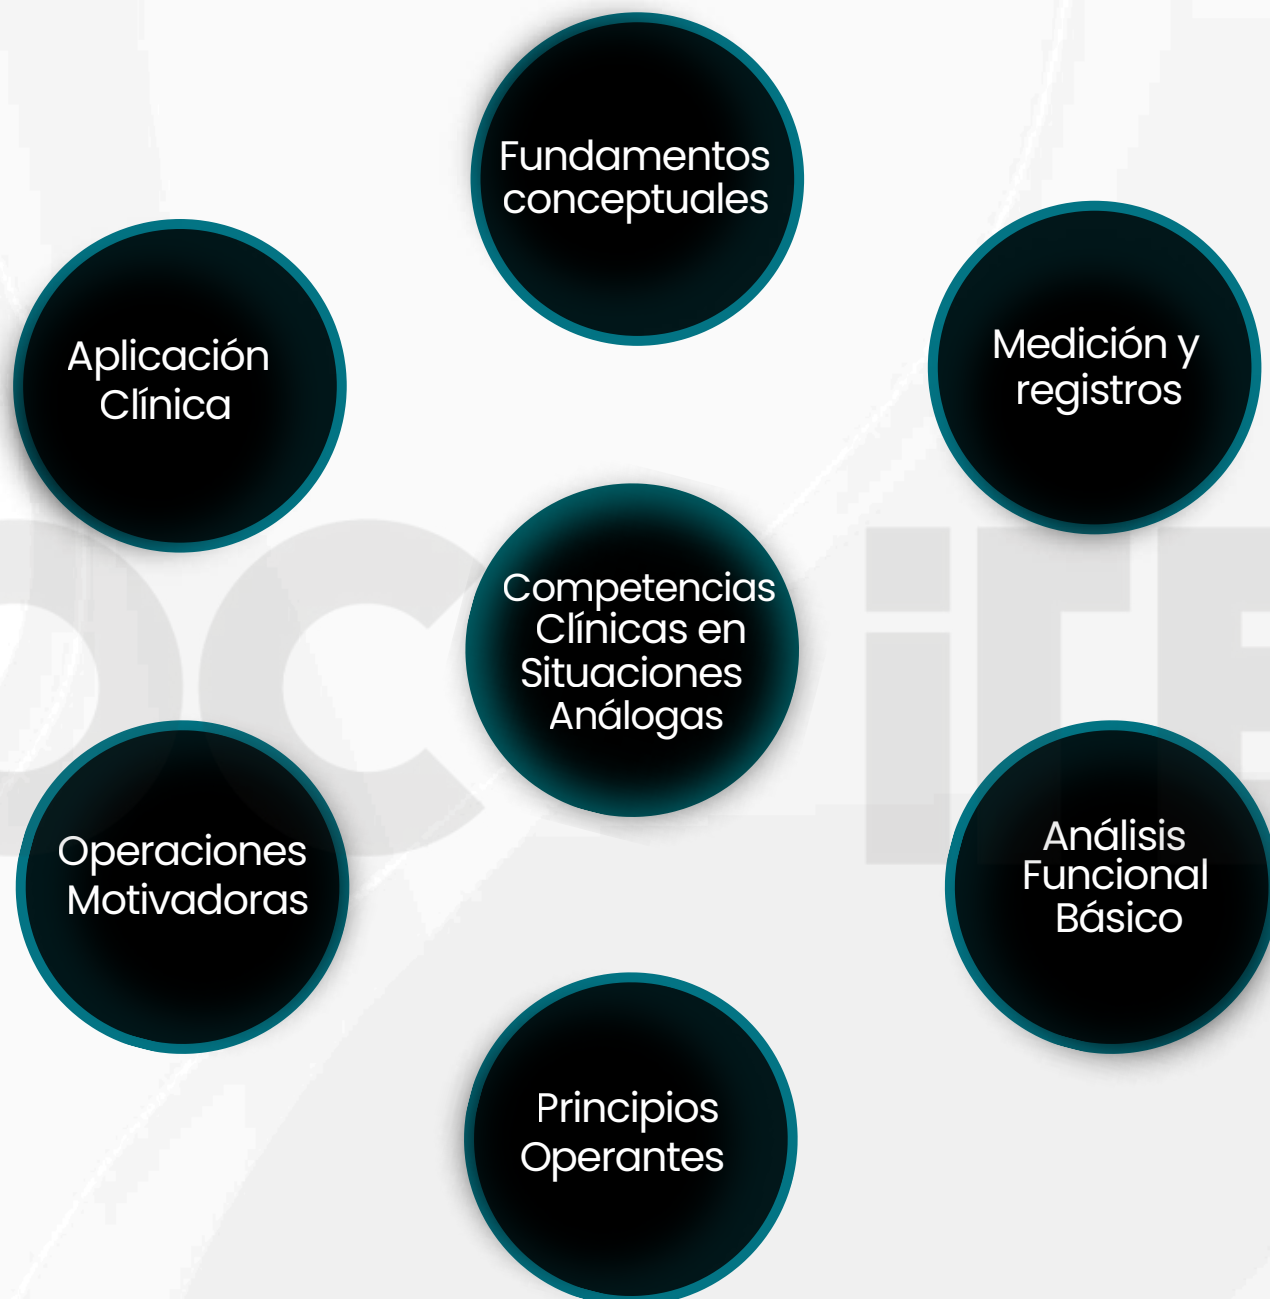 Fundamentos
conceptuales
Medición y
registros
Aplicación
Clínica
Competencias
Clínicas en
Situaciones
Análogas
Análisis
Funcional
Básico
Operaciones
Motivadoras
Principios
Operantes